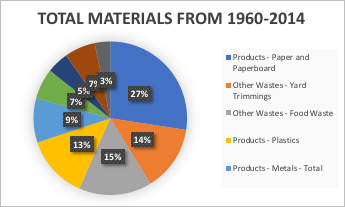 TOTAL MATERIALS FROM 1960-2014
3%
7%
5%
7%
9%
13%
15%
14%
27%
Products - Paper and
Paperboard
Other Wastes - Yard
Trimmings
Other Wastes - Food Waste
Products - Plastics
Products - Metals - Total